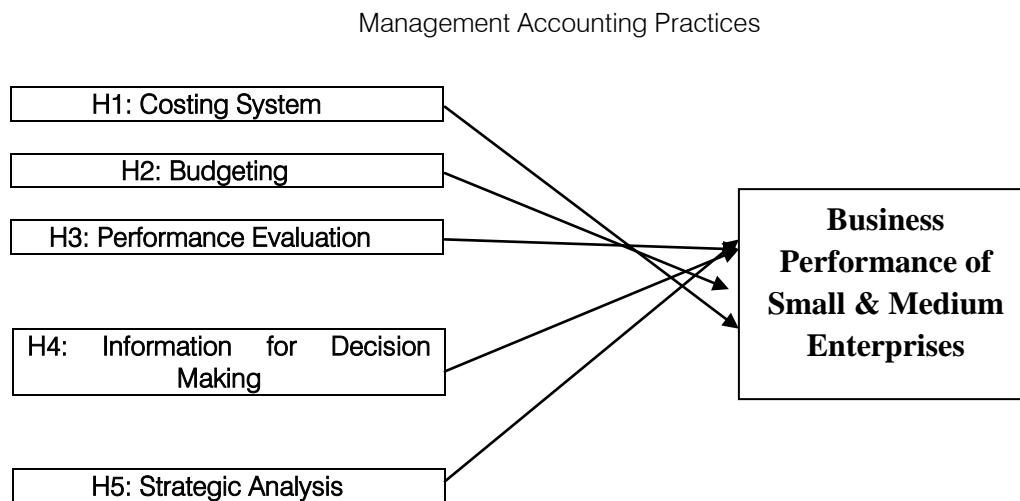 Management Accounting Practices
H1: Costing System
H2: Budgeting
H3: Performance Evaluation
H4: Information for Decision
Making
H5: Strategic Analysis
Business
Performance of
Small & Medium
Enterprises